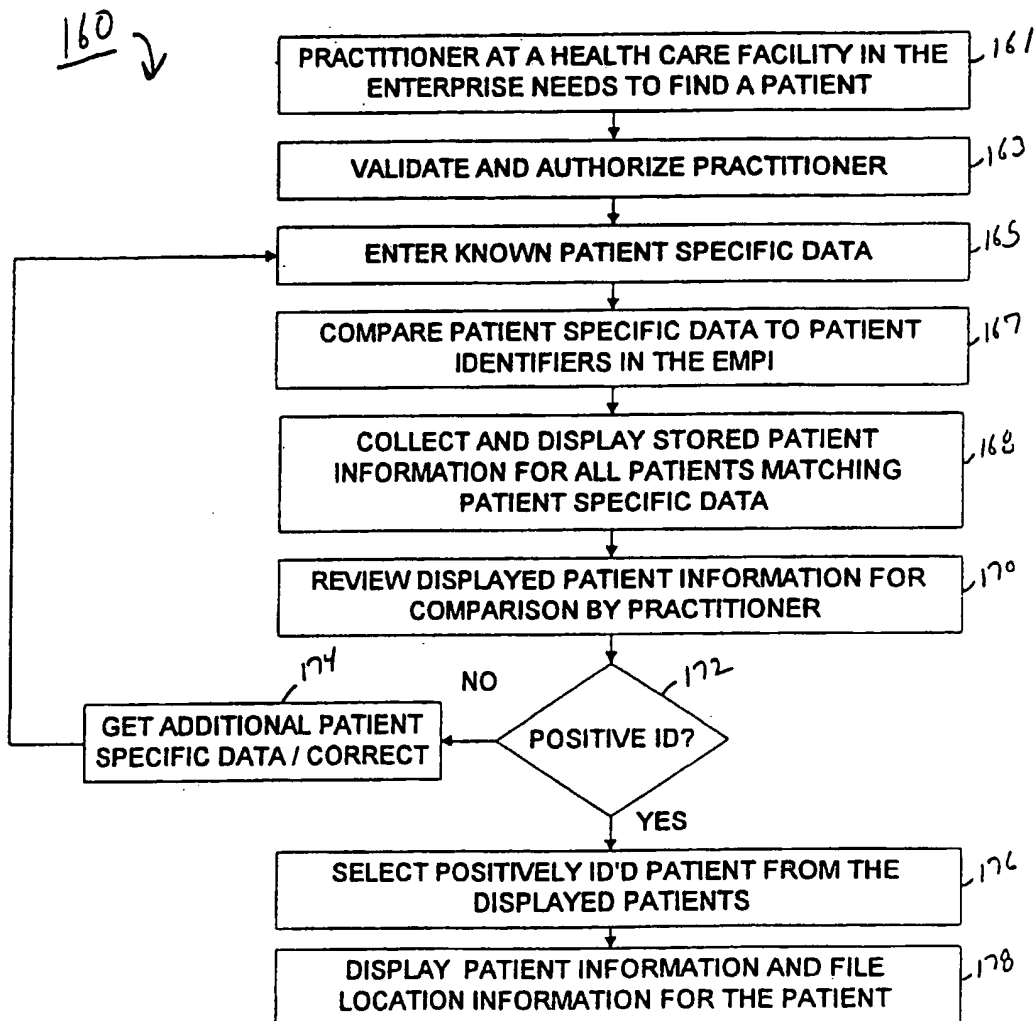 160
PRACTITIONER AT A HEALTH CARE FACILITY IN THE
ENTERPRISE NEEDS TO FIND A PATIENT
161
VALIDATE AND AUTHORIZE PRACTITIONER
163
ENTER KNOWN PATIENT SPECIFIC DATA
165
COMPARE PATIENT SPECIFIC DATA TO PATIENT
IDENTIFIERS IN THE EMPI
167
COLLECT AND DISPLAY STORED PATIENT
INFORMATION FOR ALL PATIENTS MATCHING
PATIENT SPECIFIC DATA
168
REVIEW DISPLAYED PATIENT INFORMATION FOR
COMPARISON BY PRACTITIONER
170
172
POSITIVE ID?
NO
174
GET ADDITIONAL PATIENT
SPECIFIC DATA / CORRECT
YES
SELECT POSITIVELY ID'D PATIENT FROM THE
DISPLAYED PATIENTS
176
DISPLAY PATIENT INFORMATION AND FILE
LOCATION INFORMATION FOR THE PATIENT
178